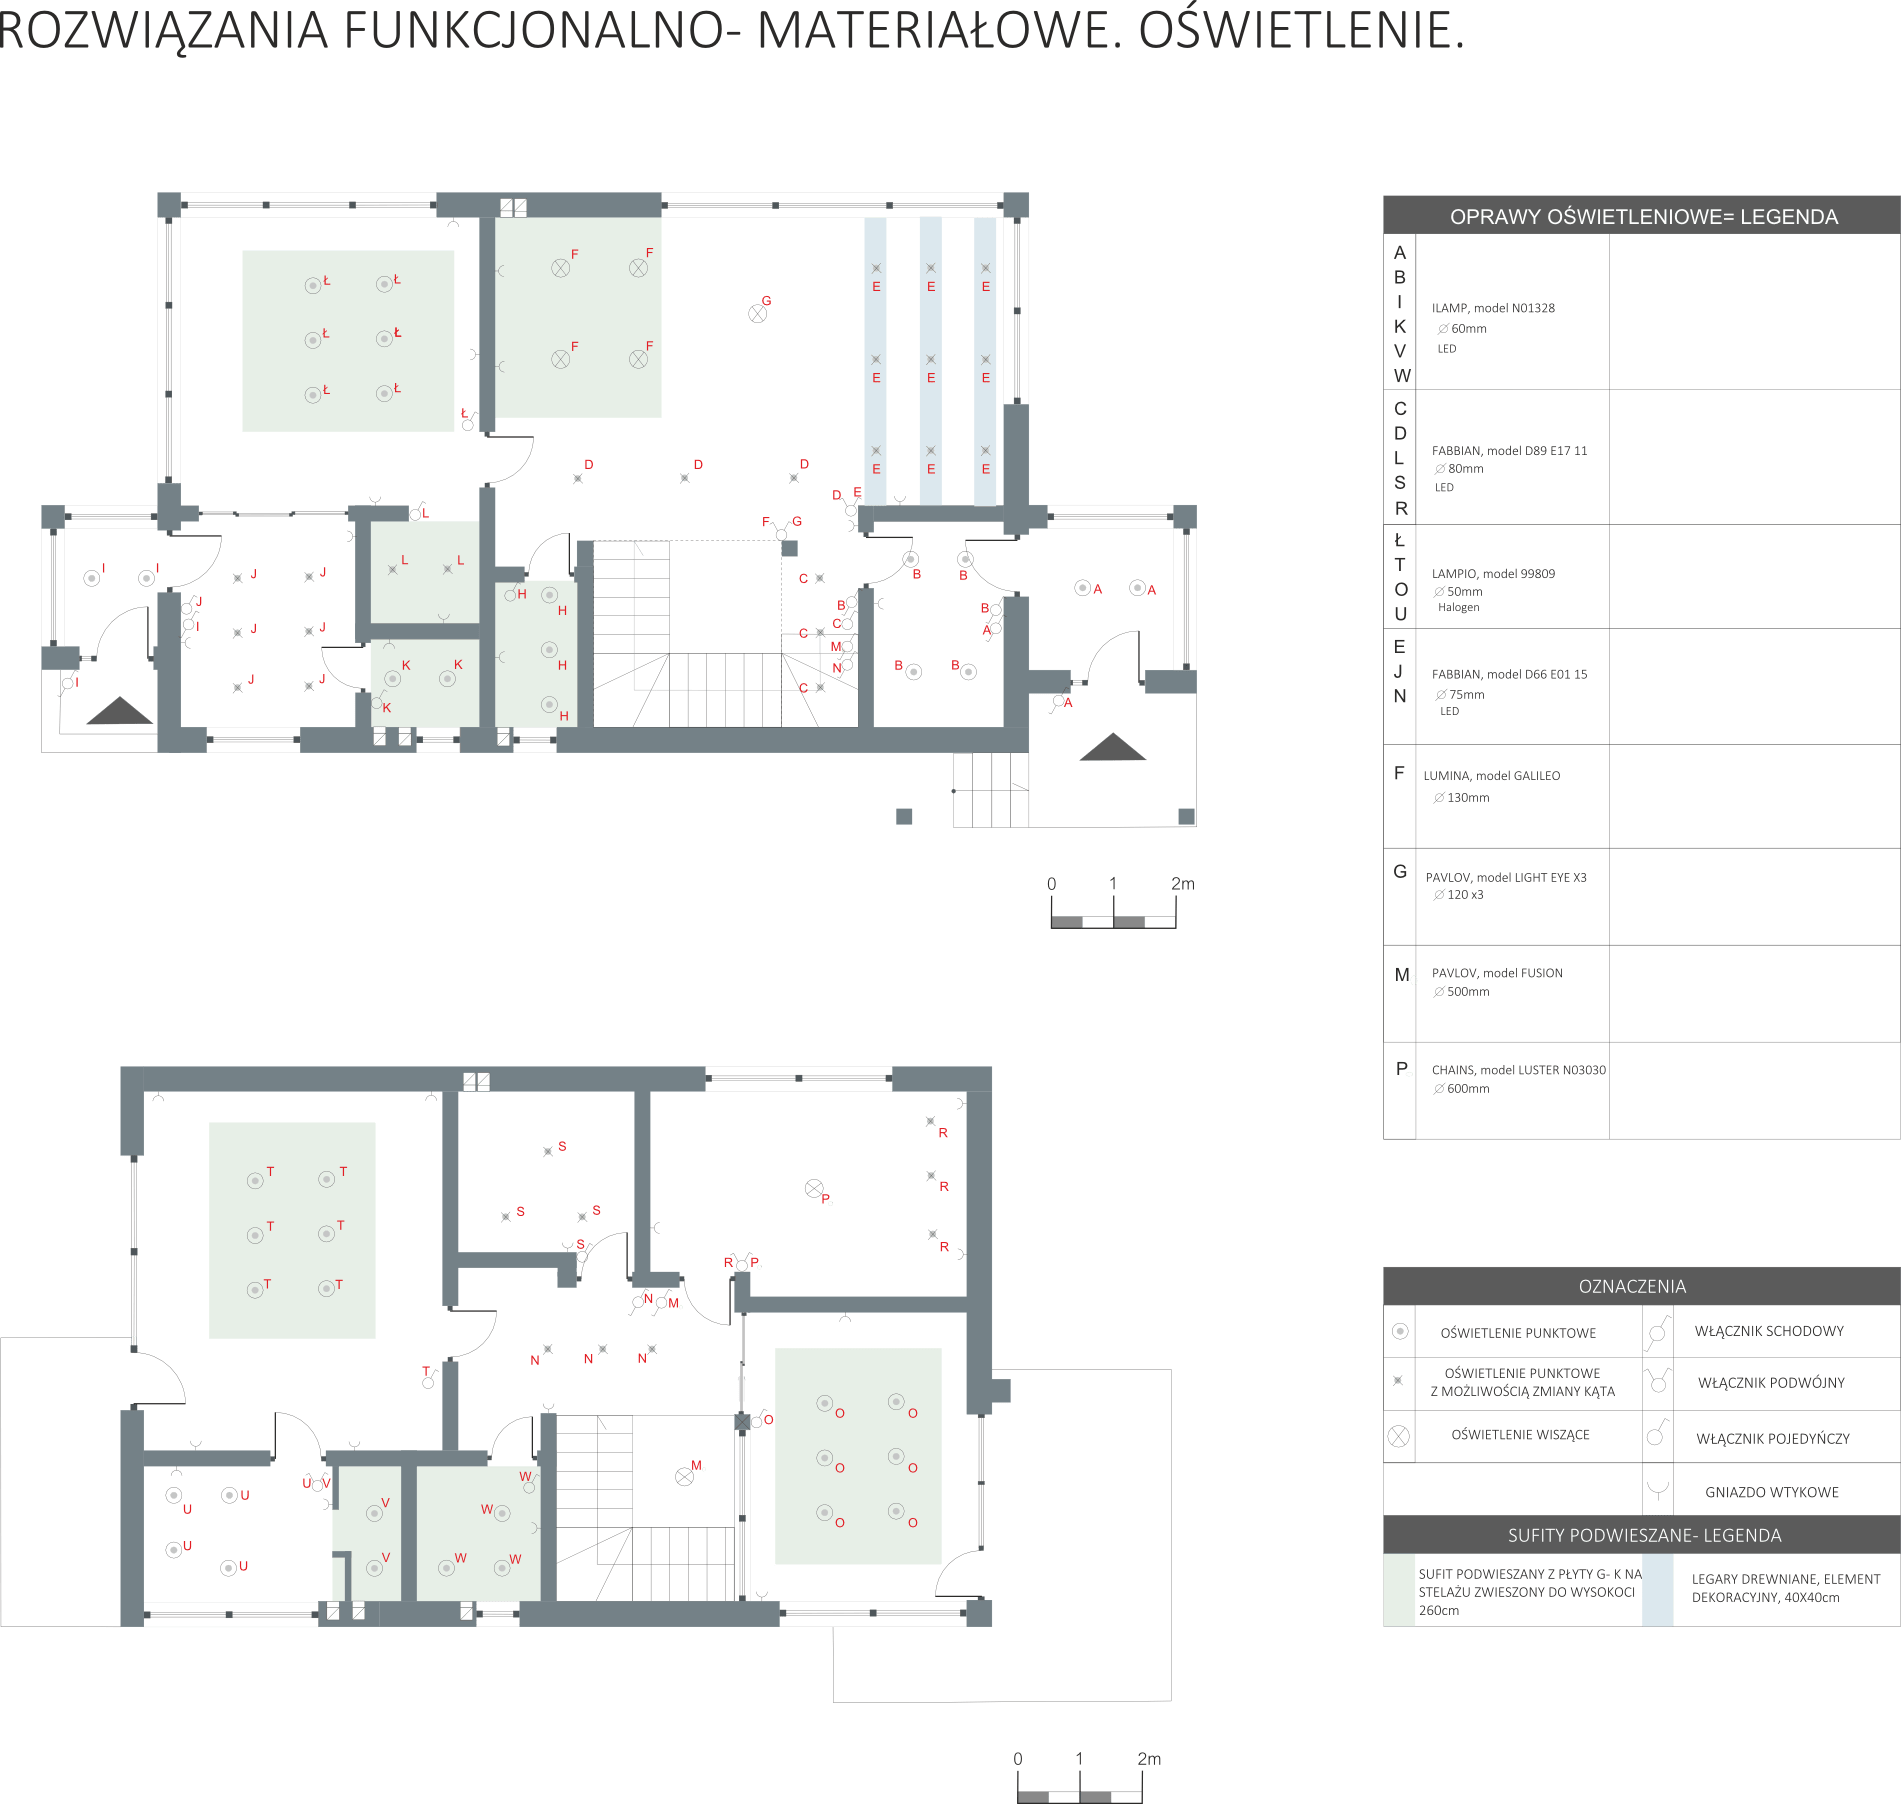 ROZWIĄZANIA FUNKCJONALNO- MATERIAŁOWE. OŚWIETLENIE.
F F
Ł Ł G E E E
Ł Ł F F
E E E
Ł Ł
Ł
D D D E E E
D E
L F G
I I J J L L C B B A A
J H H B B
I J J C C A
M
K K H N B B
J J C
I K H A
0 1 2m
R
S
T T R
P
S S
T T S R P R
N M
T T
N N N
T
O O O
M
U V W
O O
U U V W
O O
U V W W
U
0 1 2m
OPRAWY OŚWIETLENIOWE= LEGENDA
A
B
I
K
V
W
ILAMP, model N01328
∅ 60mm
LED
C
D
L
S
R
FABBIAN, model D89 E17 11
∅ 80mm
LED
Ł
T
O
U
LAMPIO, model 99809
∅ 50mm
Halogen
E
J
N
FABBIAN, model D66 E01 15
∅ 75mm
LED
F
LUMINA, model GALILEO
∅ 130mm
G
PAVLOV, model LIGHT EYE X3
∅ 120 x3
M
PAVLOV, model FUSION
∅ 500mm
P
CHAINS, model LUSTER N03030
∅ 600mm
OZNACZENIA
OŚWIETLENIE PUNKTOWE
WŁĄCZNIK SCHODOWY
OŚWIETLENIE PUNKTOWE
Z MOŻLIWOŚCIĄ ZMIANY KĄTA
WŁĄCZNIK PODWÓJNY
OŚWIETLENIE WISZĄCE
WŁĄCZNIK POJEDYŃCZY
GNIAZDO WTYKOWE
SUFITY PODWIESZANE- LEGENDA
SUFIT PODWIESZANY Z PŁYTY G- K NA
STELAŻU ZWIESZONY DO WYSOKOCI
260cm
LEGARY DREWNIANE, ELEMENT
DEKORACYJNY, 40X40cm